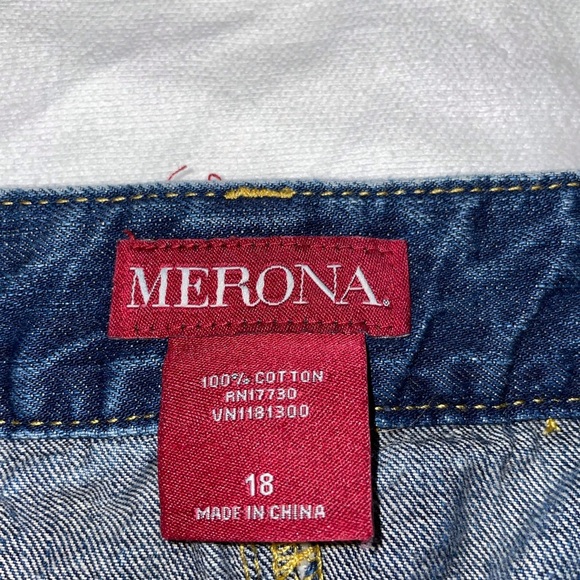 MERONA®
100% COTTON
RN17730
VN1181300
18
MADE IN CHINA